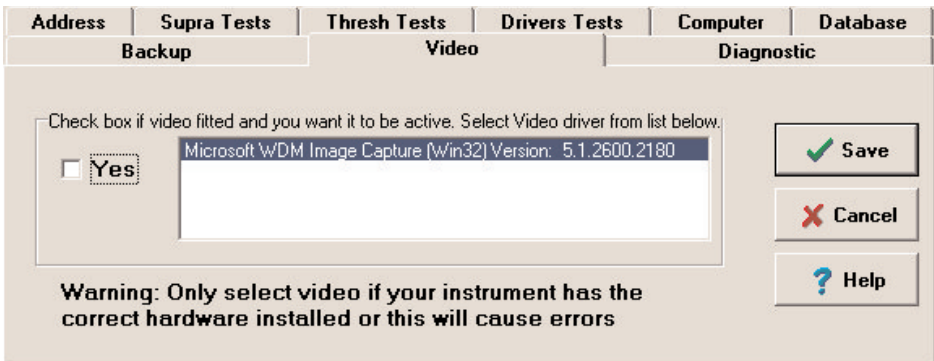 Address Supra Tests Thresh Tests Drivers Tests Computer Database
Backup Video Diagnostic
Check box if video fitted and you want it to be active. Select Video driver from list below.
Yes
Microsoft WDM Image Capture (Win32) Version: 5.1.2600.2180
Save
Cancel
Help
Warning: Only select video if your instrument has the
correct hardware installed or this will cause errors